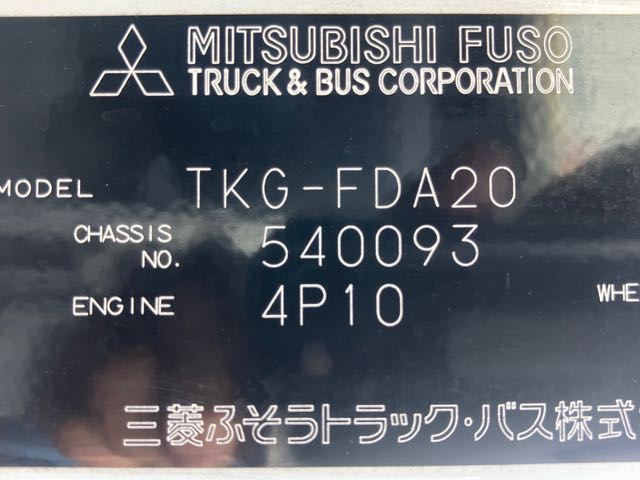 MITSUBISHI FUSO
TRUCK & BUS CORPORATION
MODEL TKG-FDA20
CHASSIS NO. 540093
ENGINE 4P10
WHE
三菱ふそうトラック・バス株式